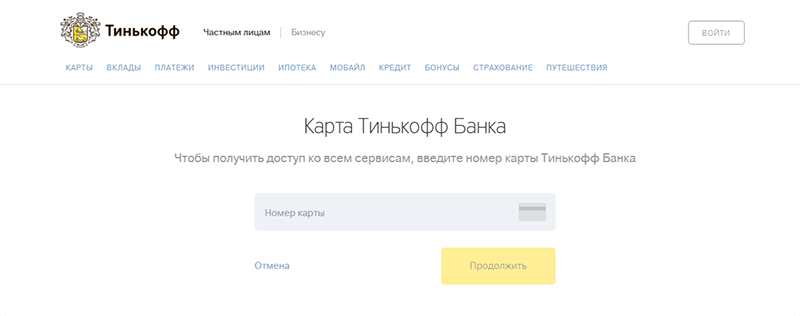 Тинькофф Частным лицам Бизнесу ВОЙТИ
КАРТЫ ВКЛАДЫ ПЛАТЕЖИ ИНВЕСТИЦИИ ИПОТЕКА МОБАЙЛ КРЕДИТ БОНУСЫ СТРАХОВАНИЕ ПУТЕШЕСТВИЯ
Карта Тинькофф Банка
Чтобы получить доступ ко всем сервисам, введите номер карты Тинькофф Банка
Номер карты
Отмена Продолжить